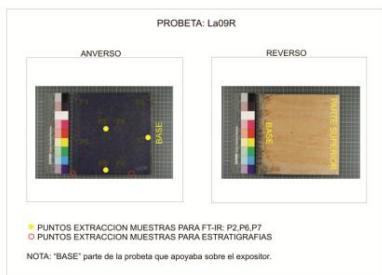 PROBETA: La09R
ANVERSO
REVERSO
BASE
BASE
PARTE SUPERIOR
PUNTOS EXTRACCION MUESTRAS PARA FT-IR: P2,P6,P7
PUNTOS EXTRACCION MUESTRAS PARA ESTRATIGRAFIAS
NOTA: "BASE" parte de la probeta que apoyaba sobre el expositor.